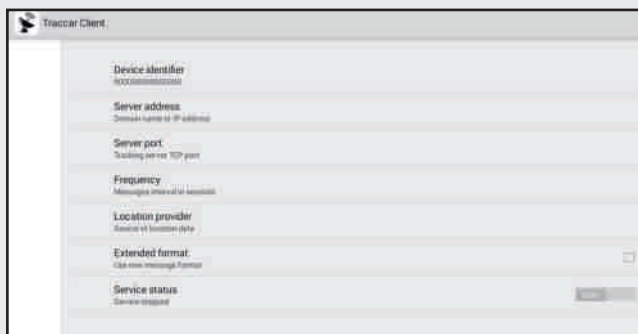 Traccar Client
Device identifier
Server address
Domain name or IP address
Server port
Tracking server TCP port
Frequency
Messages interval in seconds
Location provider
Source of location data
Extended format
Use new message format
Service status
Service stopped